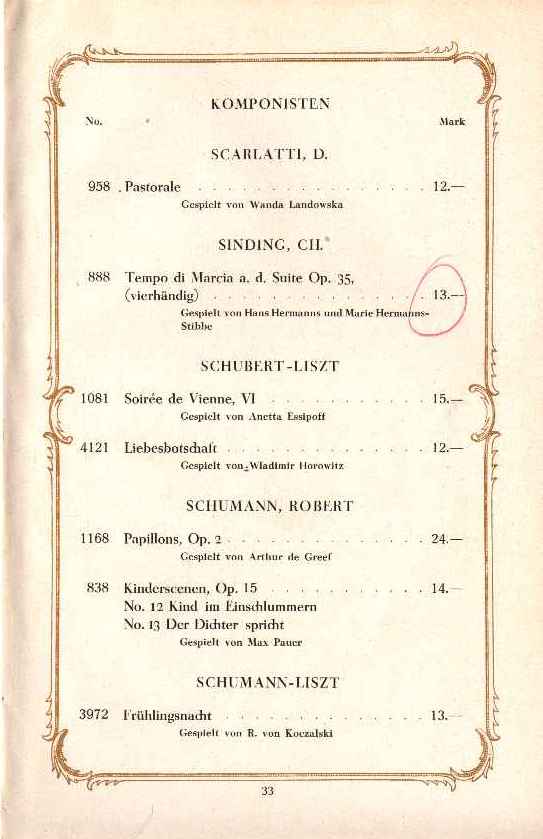 KOMPONISTEN
No. Mark
SCARLATTI, D.
958 Pastorale . . . . . . . . . . . . . . . . 12.—
Gespielt von Wanda Landowska
SINDING, CH.
888 Tempo di Marcia a. d. Suite Op. 35,
(vierhändig) . . . . . . . . . . . . . . 13.—
Gespielt von Hans Hermanns und Marie Hermanns-
Stibbe
SCHUBERT-LISZT
1081 Soirée de Vienne, VI . . . . . . . . . . . 15.—
Gespielt von Anetta Essipoff
4121 Liebesbotschaft . . . . . . . . . . . . . . 12.—
Gespielt von Wladimir Horowitz
SCHUMANN, ROBERT
1168 Papillons, Op. 2 . . . . . . . . . . . . . . 24.—
Gespielt von Arthur de Greef
838 Kinderscenen, Op. 15 . . . . . . . . . . . 14.—
No. 12 Kind im Einschlummern
No. 13 Der Dichter spricht
Gespielt von Max Pauer
SCHUMANN-LISZT
3972 Frühlingsnacht . . . . . . . . . . . . . . 13.—
Gespielt von R. von Koczalski
33